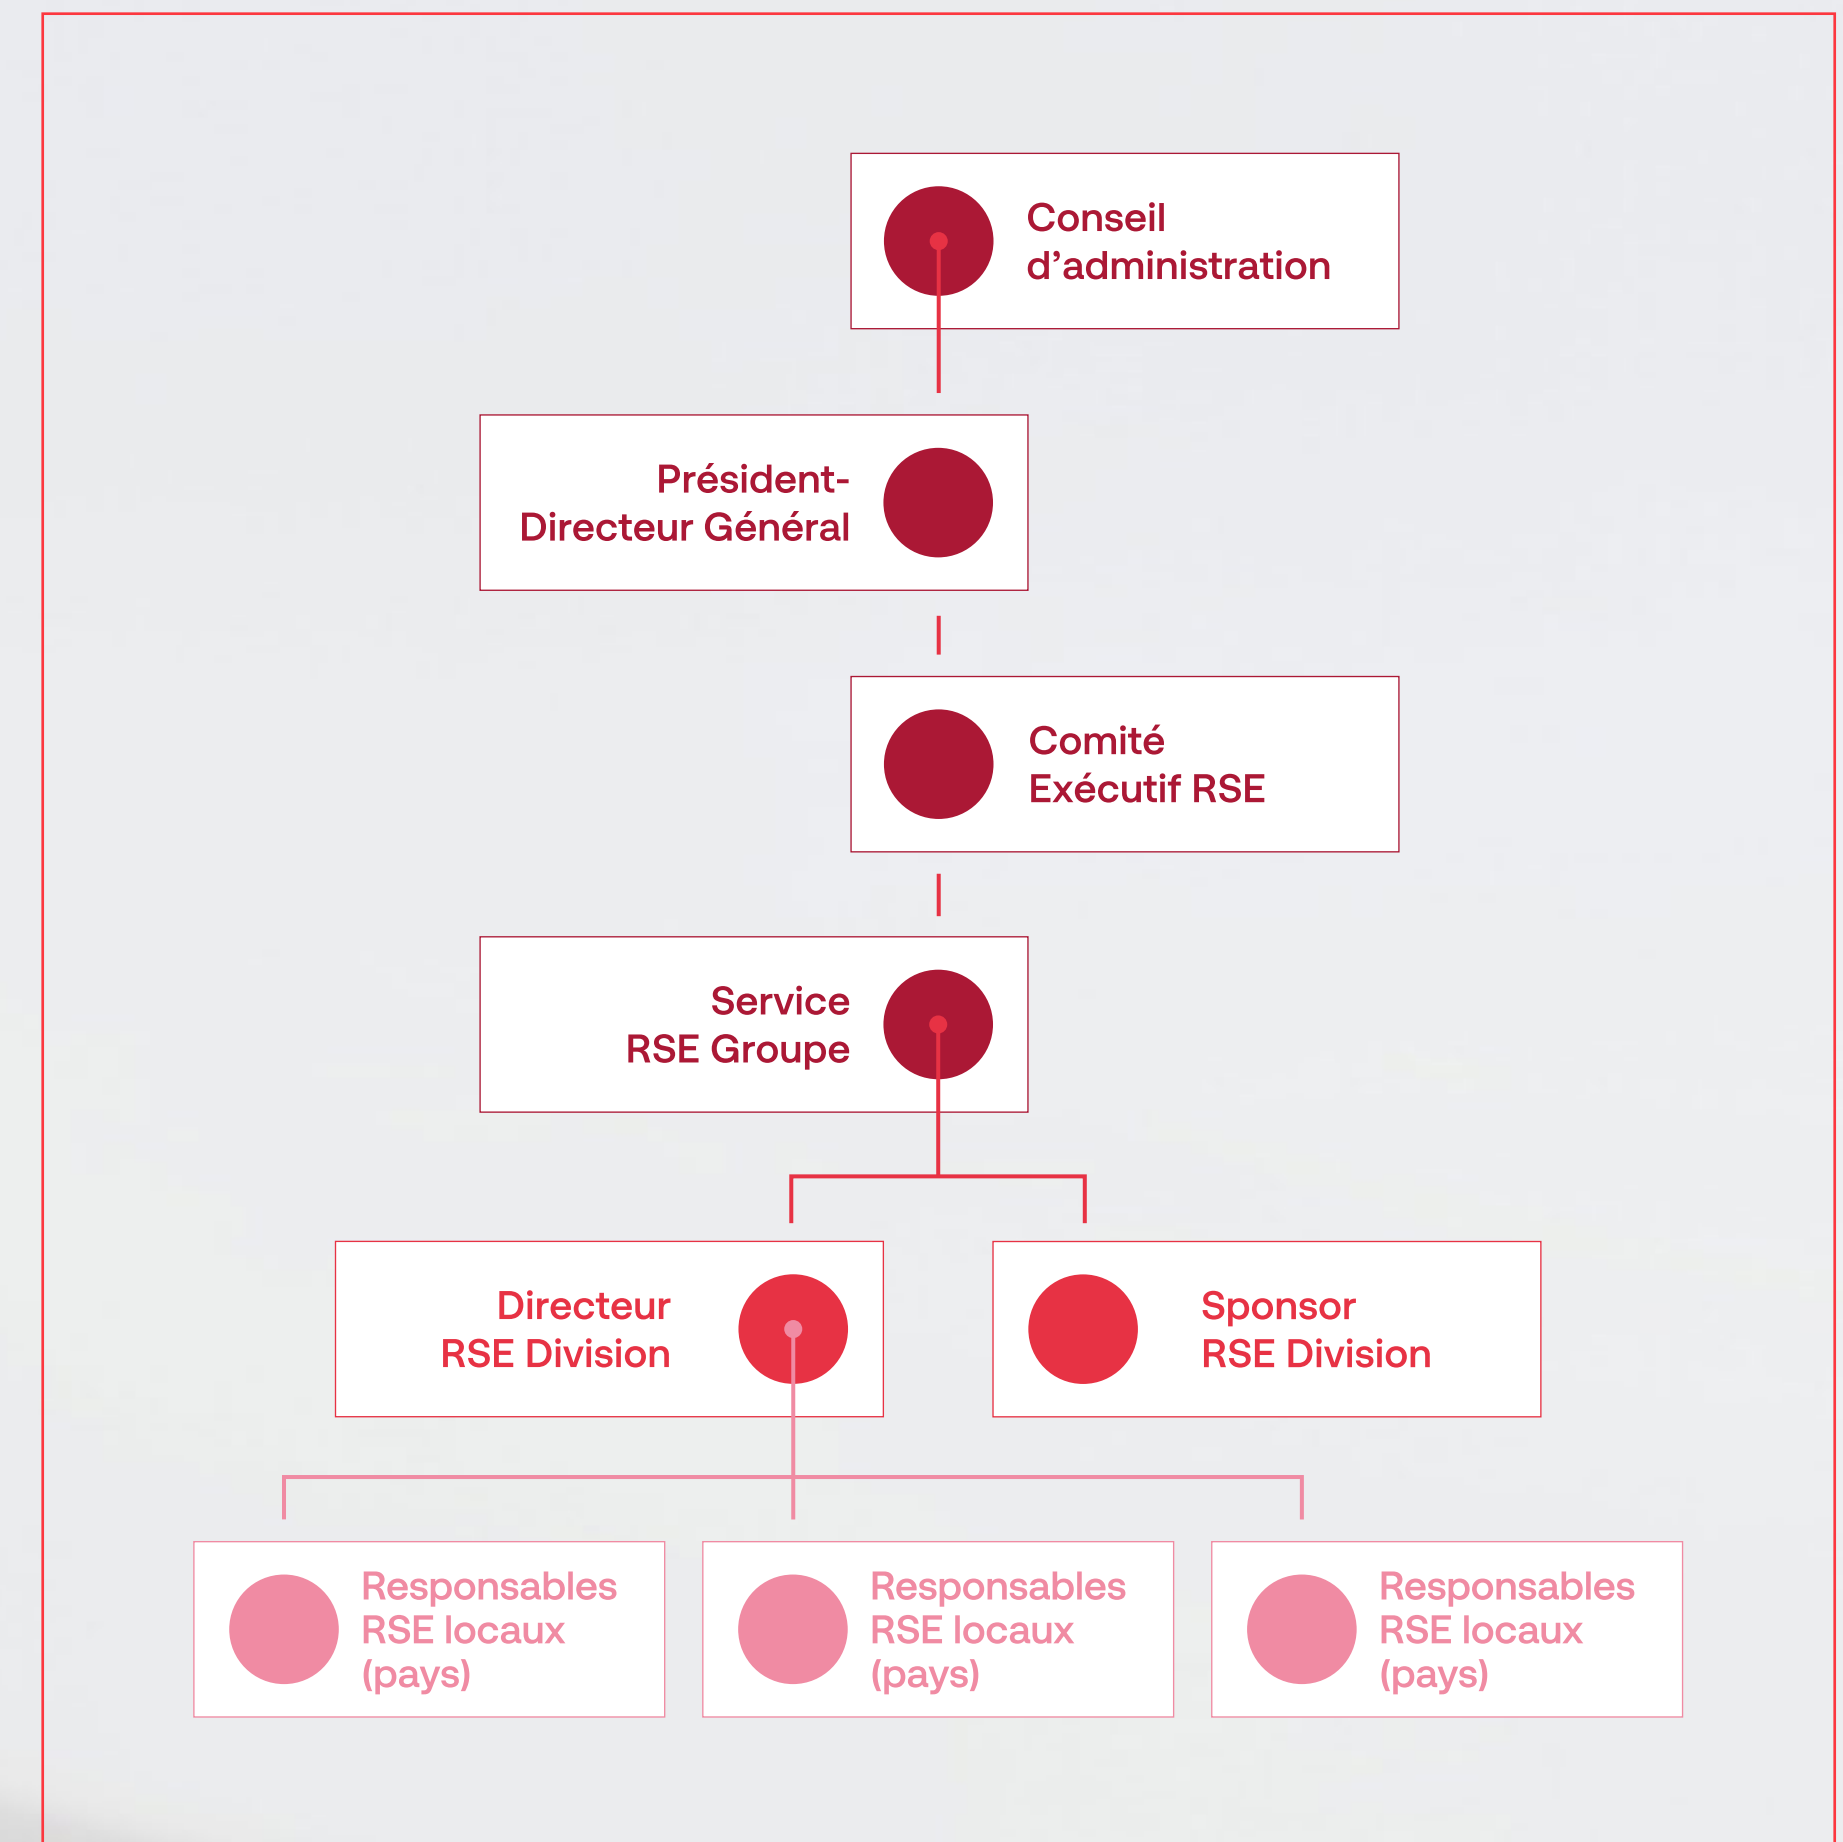 Conseil
d’administration
Président-
Directeur Général
Comité
Exécutif RSE
Service
RSE Groupe
Directeur
RSE Division
Sponsor
RSE Division
Responsables
RSE locaux
(pays)
Responsables
RSE locaux
(pays)
Responsables
RSE locaux
(pays)